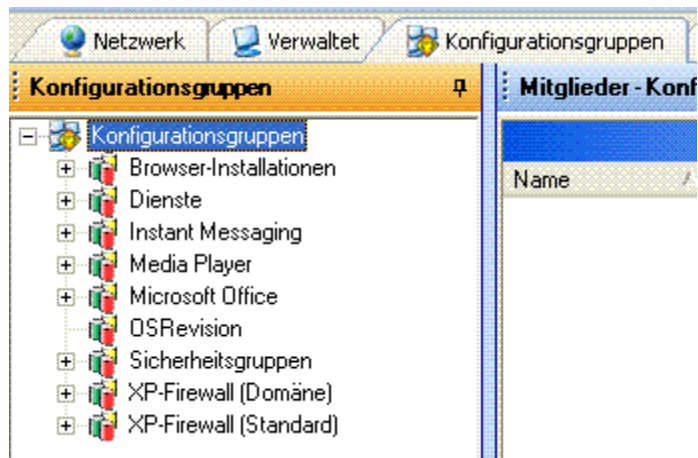 Netzwerk Verwaltet Konfigurationsgruppen
Konfigurationsgruppen
Mitglieder - Konf
Konfigurationsgruppen
Name
Browser-Installationen
Dienste
Instant Messaging
Media Player
Microsoft Office
OSRevision
Sicherheitsgruppen
XP-Firewall (Domäne)
XP-Firewall (Standard)